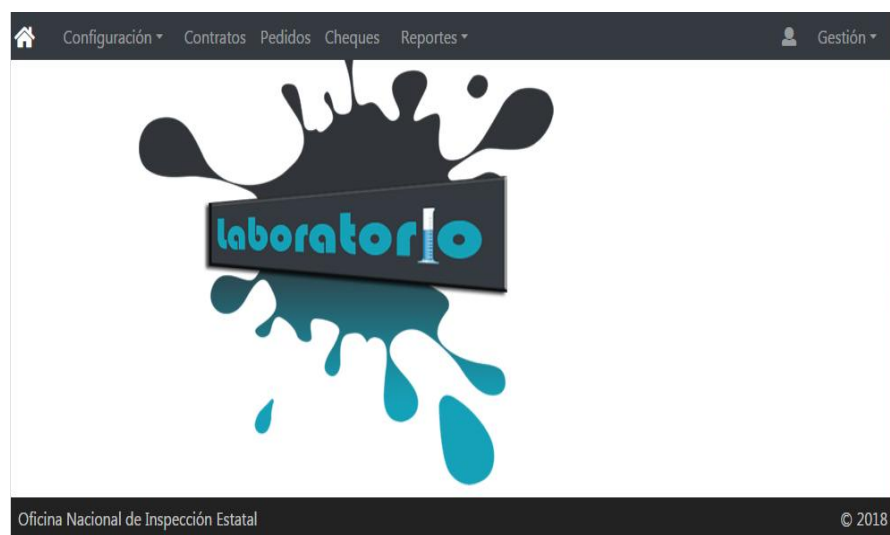 Configuración Contratos Pedidos Cheques Reportes Gestión
Laboratorio
Oficina Nacional de Inspección Estatal © 2018